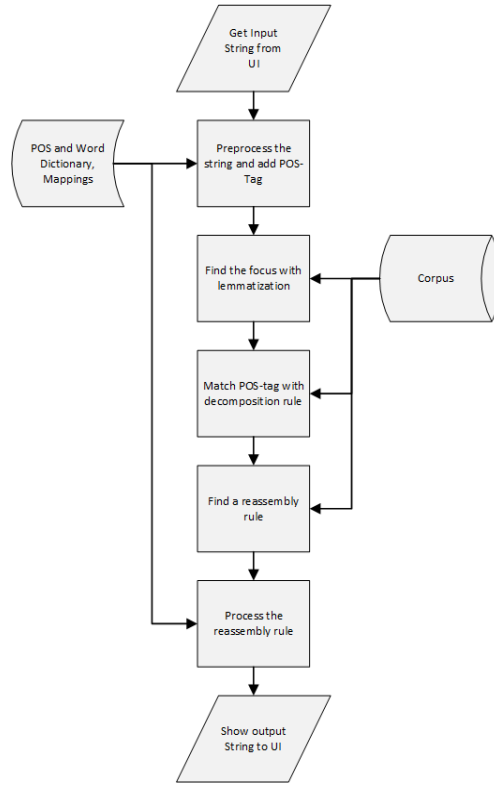 Get Input
String from
UI
POS and Word
Dictionary,
Mappings
Preprocess the
string and add POS-
Tag
Find the focus with
lemmatization
Corpus
Match POS-tag with
decomposition rule
Find a reassembly
rule
Process the
reassembly rule
Show output
String to UI